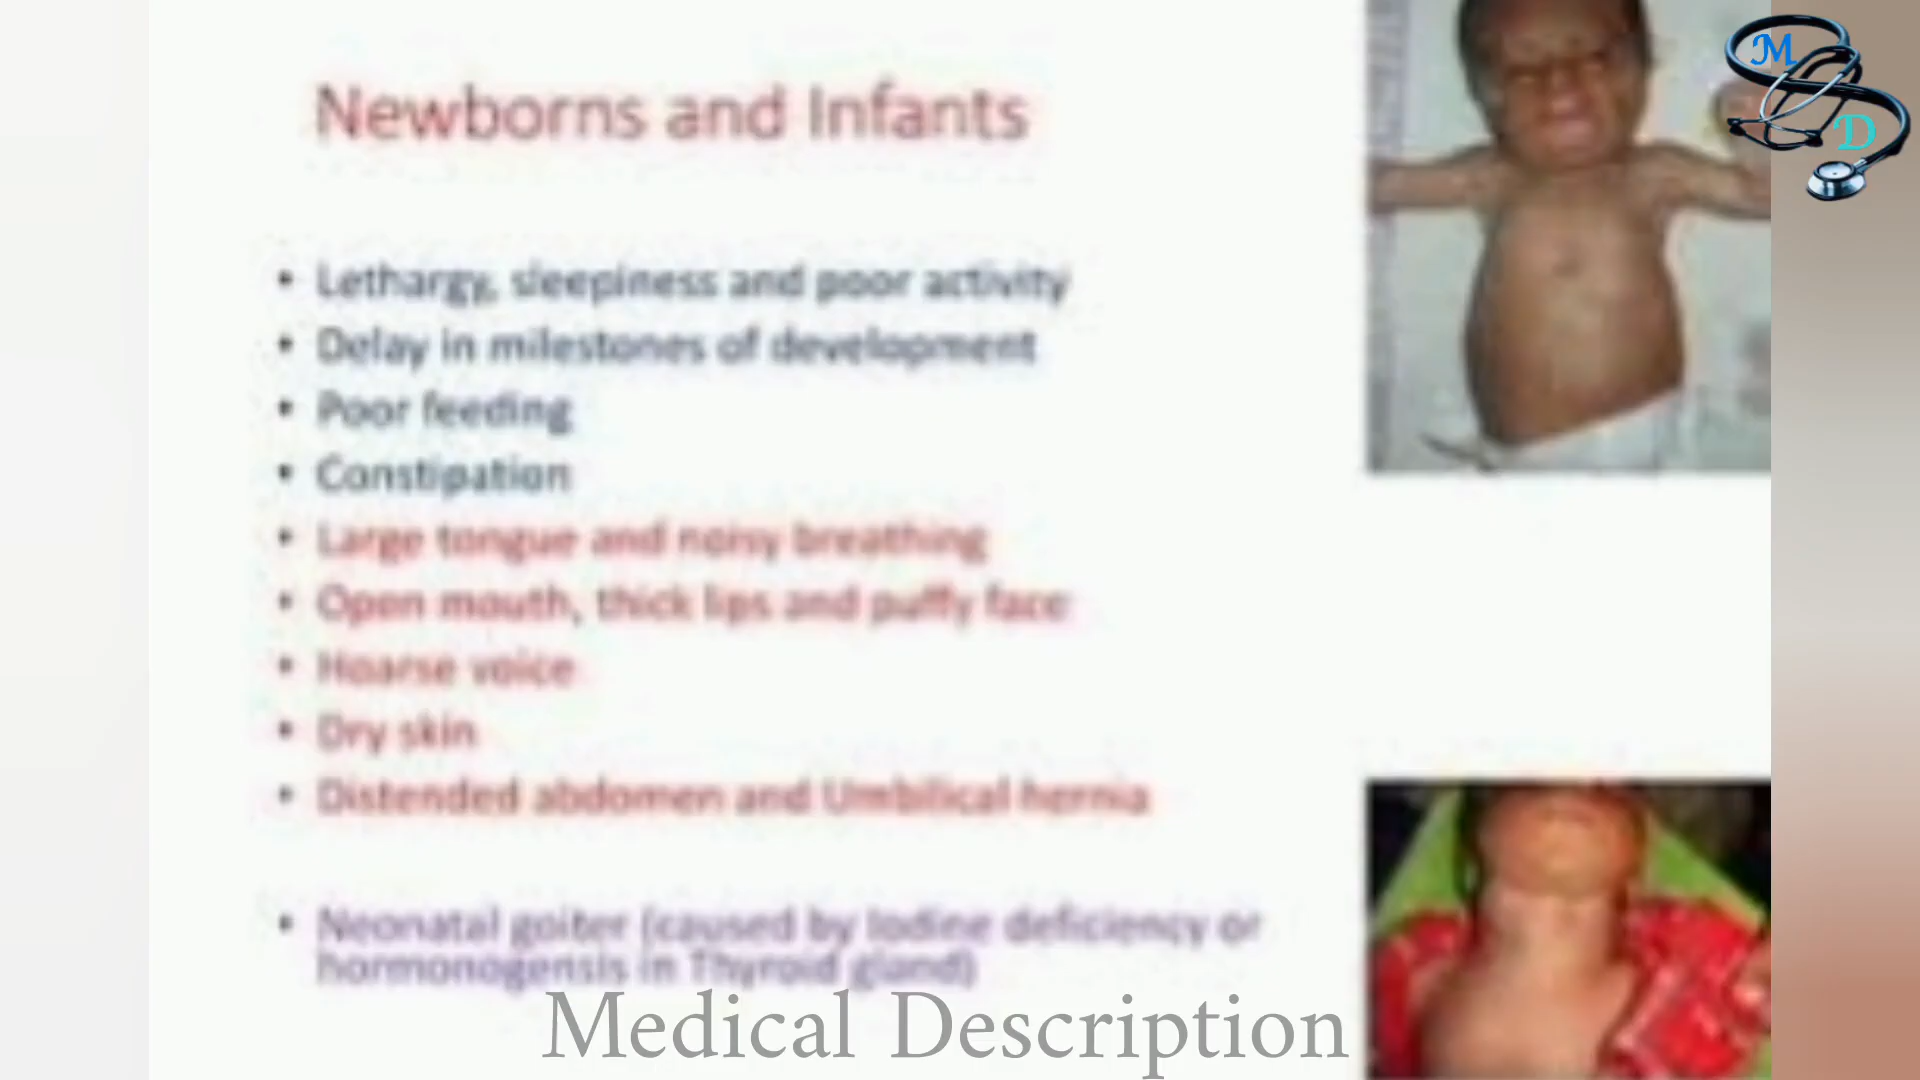 Newborns and Infants
• Lethargy, sleepiness and poor activity
• Delay in milestones of development
• Poor feeding
• Constipation
• Large tongue and noisy breathing
• Open mouth, thick lips and puffy face
• Hoarse voice
• Dry skin
• Distended abdomen and Umbilical hernia
• Neonatal goiter (caused by Iodine deficiency or
hormonogensis in Thyroid gland)
Medical Description
M
D